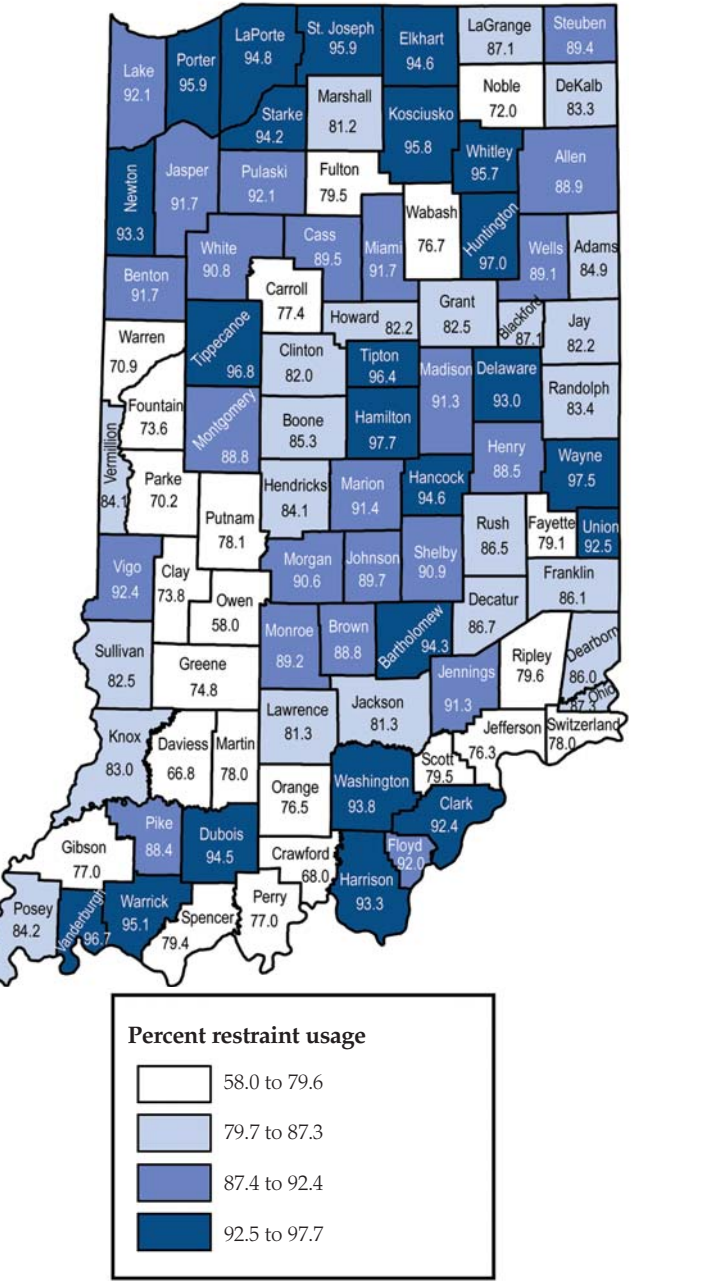 LaPorte
94.8
St. Joseph
95.9
Elkhart
94.6
LaGrange
87.1
Steuben
89.4
Lake
92.1
Porter
95.9
Noble
72.0
DeKalb
83.3
Marshall
81.2
Starke
94.2
Kosciusko
95.8
Whitley
95.7
Allen
88.9
Newton
93.3
Jasper
91.7
Pulaski
92.1
Fulton
79.5
Wabash
76.7
Huntington
97.0
White
90.8
Cass
89.5
Miami
91.7
Wells
89.1
Adams
84.9
Benton
91.7
Carroll
77.4
Howard 82.2
Grant
82.5
Blackford
87.1
Jay
82.2
Warren
70.9
Tippecanoe
96.8
Clinton
82.0
Tipton
96.4
Madison
91.3
Delaware
93.0
Randolph
83.4
Fountain
73.6
Montgomery
88.8
Boone
85.3
Hamilton
97.7
Henry
88.5
Wayne
97.5
Vermillion
84.1
Parke
70.2
Putnam
78.1
Hendricks
84.1
Marion
91.4
Hancock
94.6
Rush
86.5
Fayette
79.1
Union
92.5
Vigo
92.4
Clay
73.8
Owen
58.0
Morgan
90.6
Johnson
89.7
Shelby
90.9
Franklin
86.1
Decatur
86.7
Sullivan
82.5
Greene
74.8
Monroe
89.2
Brown
88.8
Bartholomew
94.3
Jennings
91.3
Ripley
79.6
Dearborn
86.0
Ohio
87.3
Knox
83.0
Daviess
66.8
Martin
78.0
Lawrence
81.3
Jackson
81.3
Scott
79.5
Jefferson
76.3
Switzerland
78.0
Orange
76.5
Washington
93.8
Clark
92.4
Gibson
77.0
Pike
88.4
Dubois
94.5
Crawford
68.0
Floyd
92.0
Harrison
93.3
Posey
84.2
Vanderburgh
96.7
Warrick
95.1
Spencer
79.4
Perry
77.0
Percent restraint usage
58.0 to 79.6
79.7 to 87.3
87.4 to 92.4
92.5 to 97.7